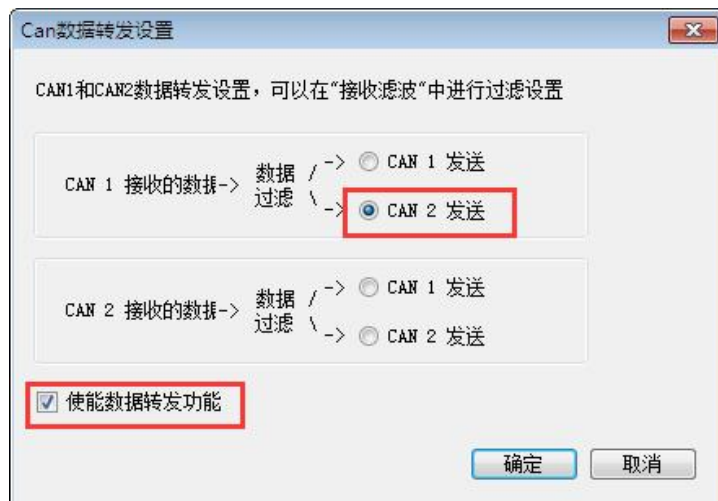 Can数据转发设置
CAN1和CAN2数据转发设置，可以在"接收滤波"中进行过滤设置
CAN 1 接收的数据->
数据
过滤
/
\
-> CAN 1 发送
-> CAN 2 发送
CAN 2 接收的数据->
数据
过滤
/
\
-> CAN 1 发送
-> CAN 2 发送
使能数据转发功能
确定
取消